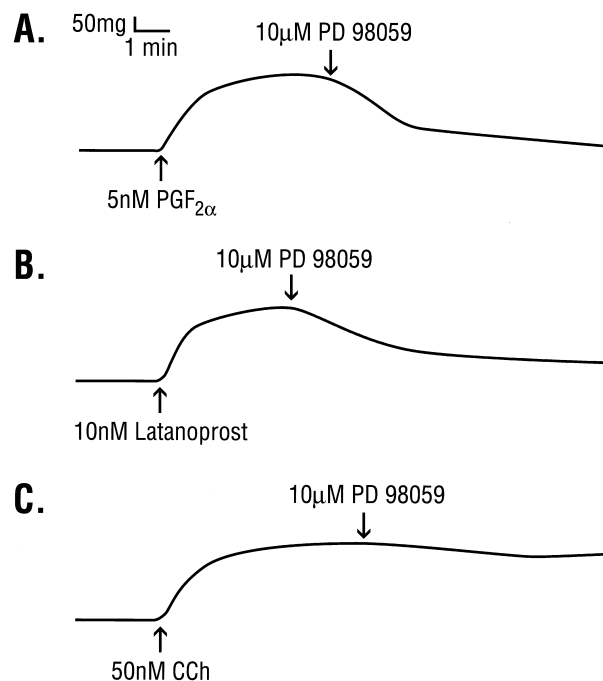 A.
50mg
1 min
10µM PD 98059
5nM PGF2α
B.
10µM PD 98059
10nM Latanoprost
C.
10µM PD 98059
50nM CCh